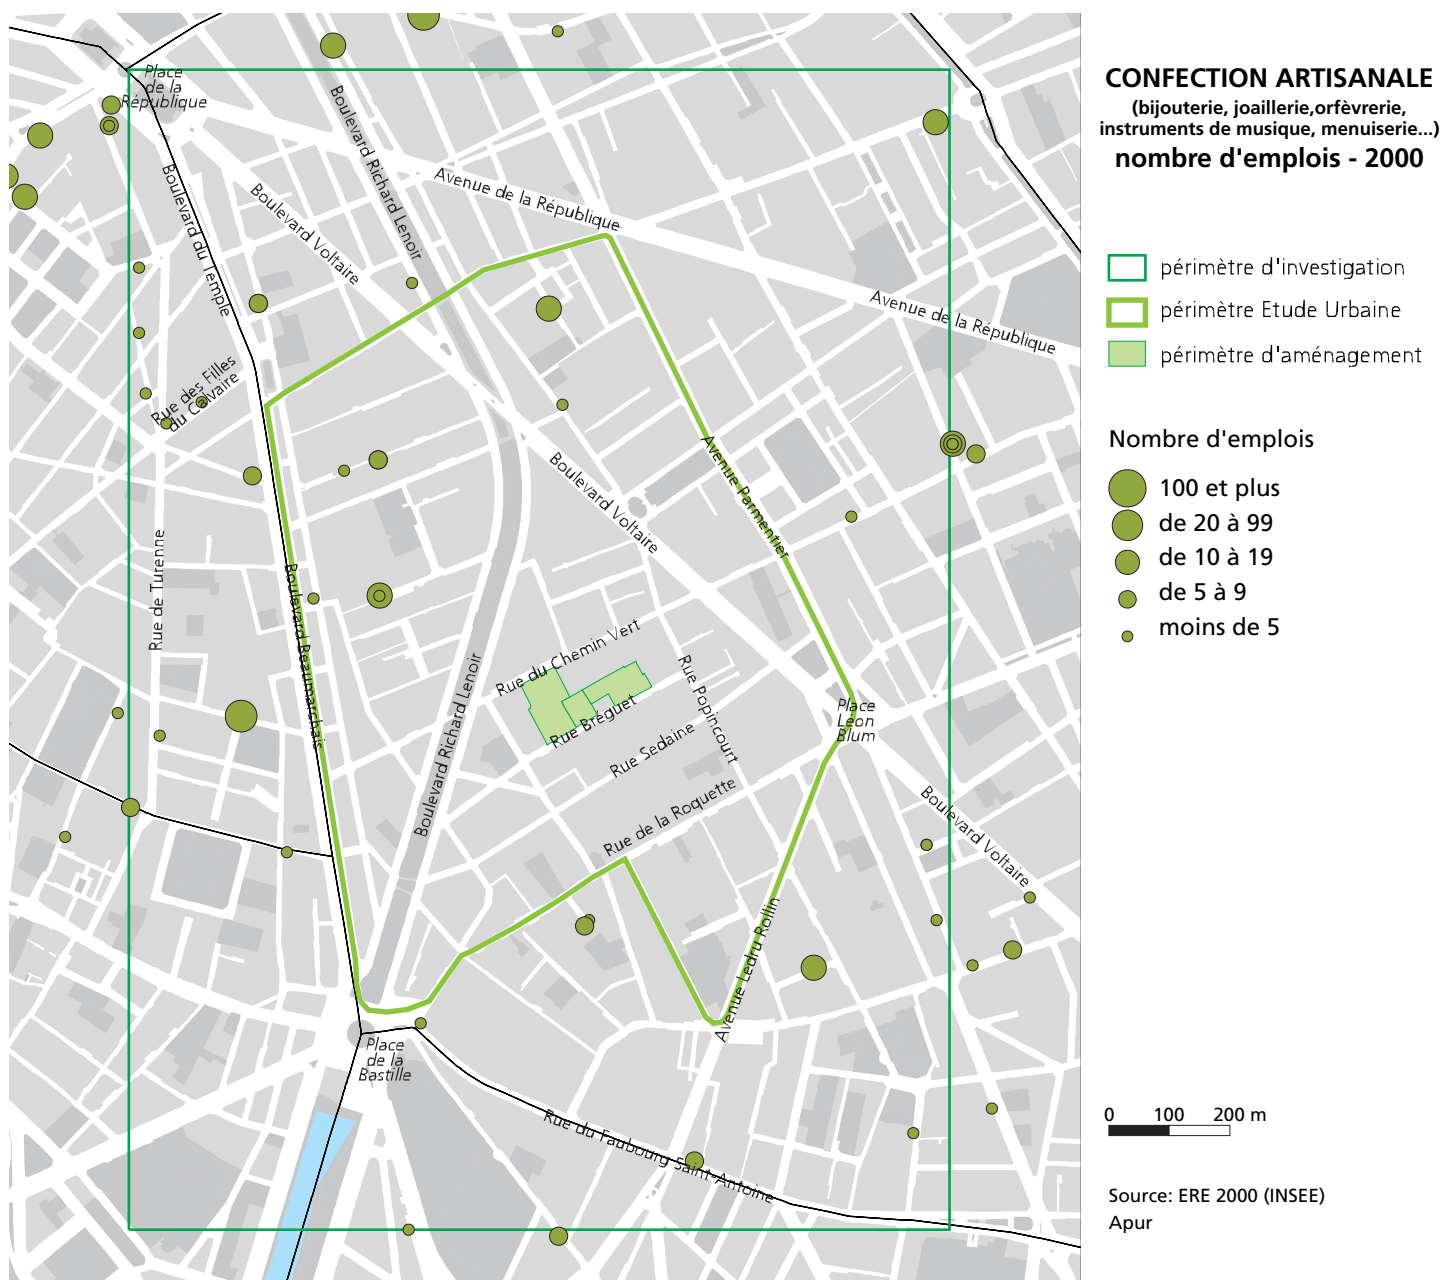 CONFECTION ARTISANALE
(bijouterie, joaillerie,orfèvrerie,
instruments de musique, menuiserie...)
nombre d'emplois - 2000
périmètre d'investigation
périmètre Etude Urbaine
périmètre d'aménagement
Nombre d'emplois
100 et plus
de 20 à 99
de 10 à 19
de 5 à 9
moins de 5
0 100 200 m
Source: ERE 2000 (INSEE)
Apur
Place
de la
République
Boulevard Richard Lenoir
Boulevard du Temple
Boulevard Voltaire
Avenue de la République
Avenue de la République
Rue des Filles
du Calvaire
Avenue Parmentier
Boulevard Voltaire
Rue de Turenne
Boulevard Beaumarchais
Rue du Chemin Vert
Rue Bréguet
Rue Popincourt
Rue Sedaine
Boulevard Richard Lenoir
Place
Léon
Blum
Rue de la Roquette
Boulevard Voltaire
Avenue Ledru Rollin
Place
de la
Bastille
Rue du Faubourg Saint-Antoine